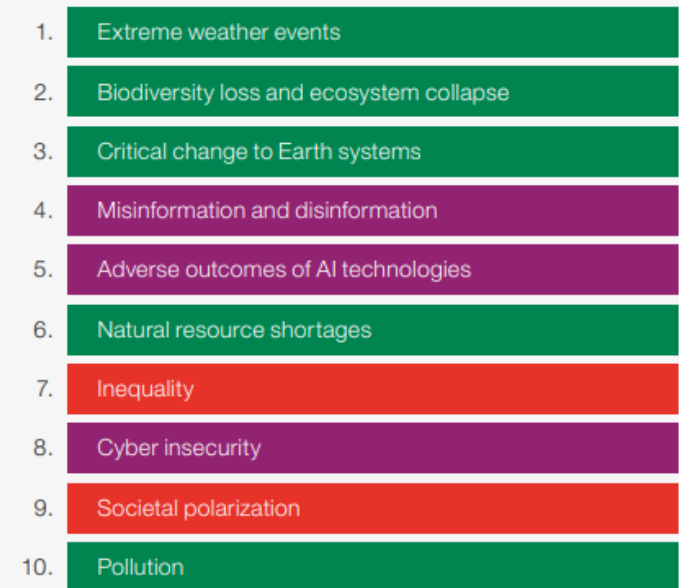 1. Extreme weather events
2. Biodiversity loss and ecosystem collapse
3. Critical change to Earth systems
4. Misinformation and disinformation
5. Adverse outcomes of AI technologies
6. Natural resource shortages
7. Inequality
8. Cyber insecurity
9. Societal polarization
10. Pollution